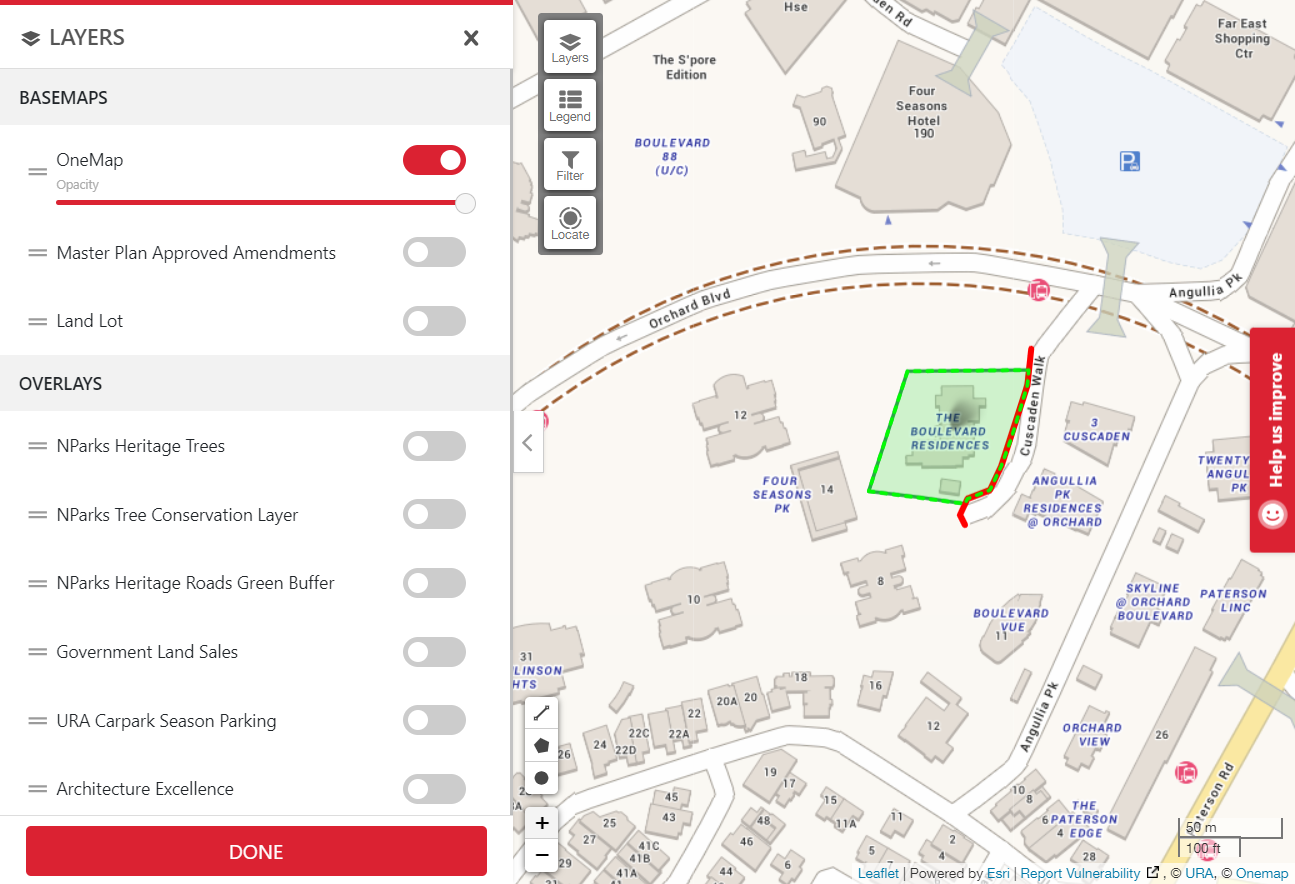 LAYERS
BASEMAPS
OneMap
Opacity
Master Plan Approved Amendments
Land Lot
OVERLAYS
NParks Heritage Trees
NParks Tree Conservation Layer
NParks Heritage Roads Green Buffer
Government Land Sales
URA Carpark Season Parking
Architecture Excellence
DONE
Layers
Legend
Filter
Locate
Hse
The S'pore
Edition
Four
Seasons
Hotel
190
Far East
Shopping
Ctr
90
BOULEVARD
88
(U/C)
P
Orchard Blvd
Angullia Pk
Cuscaden Walk
12
THE
BOULEVARD
RESIDENCES
3
CUSCADEN
FOUR
SEASONS
PK
14
ANGULLIA
PK
RESIDENCES
@ ORCHARD
TWENTY
ANGUL
PK
Help us improve
8
10
BOULEVARD
VUE
11
SKYLINE
@ ORCHARD
BOULEVARD
PATERSON
LINC
31
LINSON
HTS
18
16
20A
20
22
22A
22C
22D
24
26
12
Angullia Pk
ORCHARD
VIEW
26
19
17
15
11A
11
45
43
48
46
25
27
29
41C
41B
41A
44
6
5
2
4
10
8
6
4
THE
PATERSON
EDGE
28
terson Rd
+
−
50 m
100 ft
Leaflet | Powered by Esri | Report Vulnerability , © URA, © Onemap